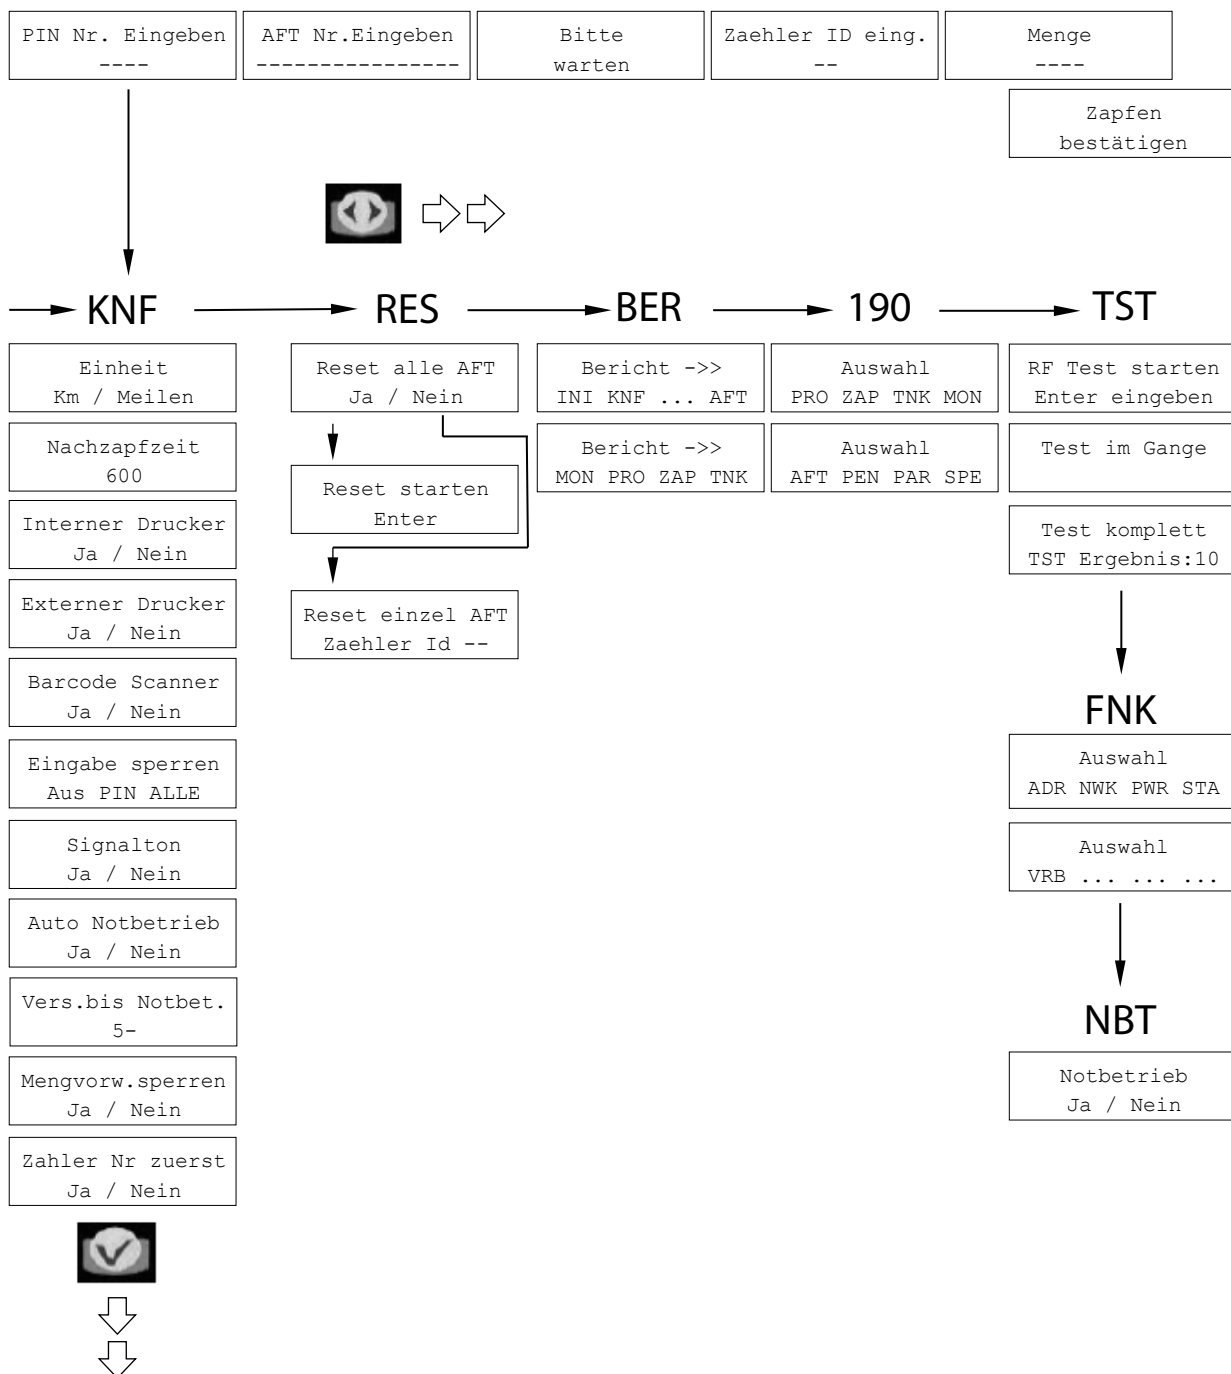 PIN Nr. Eingeben
----
AFT Nr.Eingeben
----------------
Bitte
warten
Zaehler ID eing.
--
Menge
----
Zapfen
bestätigen
KNF
RES
BER
190
TST
Einheit
Km / Meilen
Nachzapfzeit
600
Interner Drucker
Ja / Nein
Externer Drucker
Ja / Nein
Barcode Scanner
Ja / Nein
Eingabe sperren
Aus PIN ALLE
Signalton
Ja / Nein
Auto Notbetrieb
Ja / Nein
Vers.bis Notbet.
5-
Mengvorw.sperren
Ja / Nein
Zahler Nr zuerst
Ja / Nein
Reset alle AFT
Ja / Nein
Reset starten
Enter
Reset einzel AFT
Zaehler Id --
Bericht ->>
INI KNF ... AFT
Bericht ->>
MON PRO ZAP TNK
Auswahl
PRO ZAP TNK MON
Auswahl
AFT PEN PAR SPE
RF Test starten
Enter eingeben
Test im Gange
Test komplett
TST Ergebnis:10
FNK
Auswahl
ADR NWK PWR STA
Auswahl
VRB ... ... ...
NBT
Notbetrieb
Ja / Nein